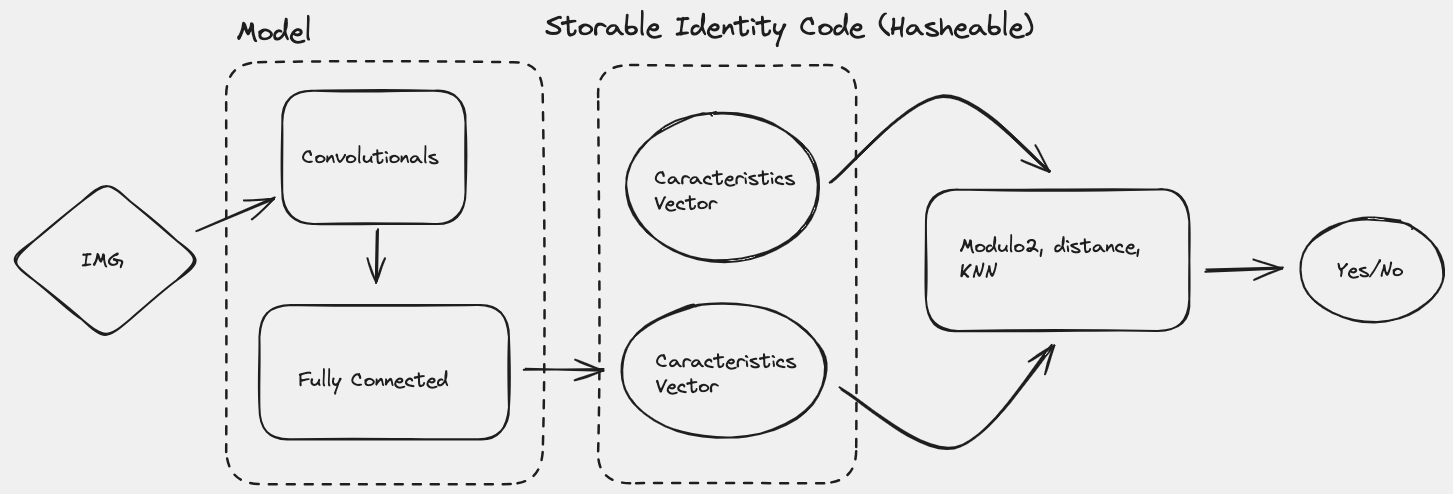 Model
Storable Identity Code (Hasheable)
IMG
Convolutionals
Fully Connected
Caracteristics
Vector
Caracteristics
Vector
Modulo2, distance,
KNN
Yes/No